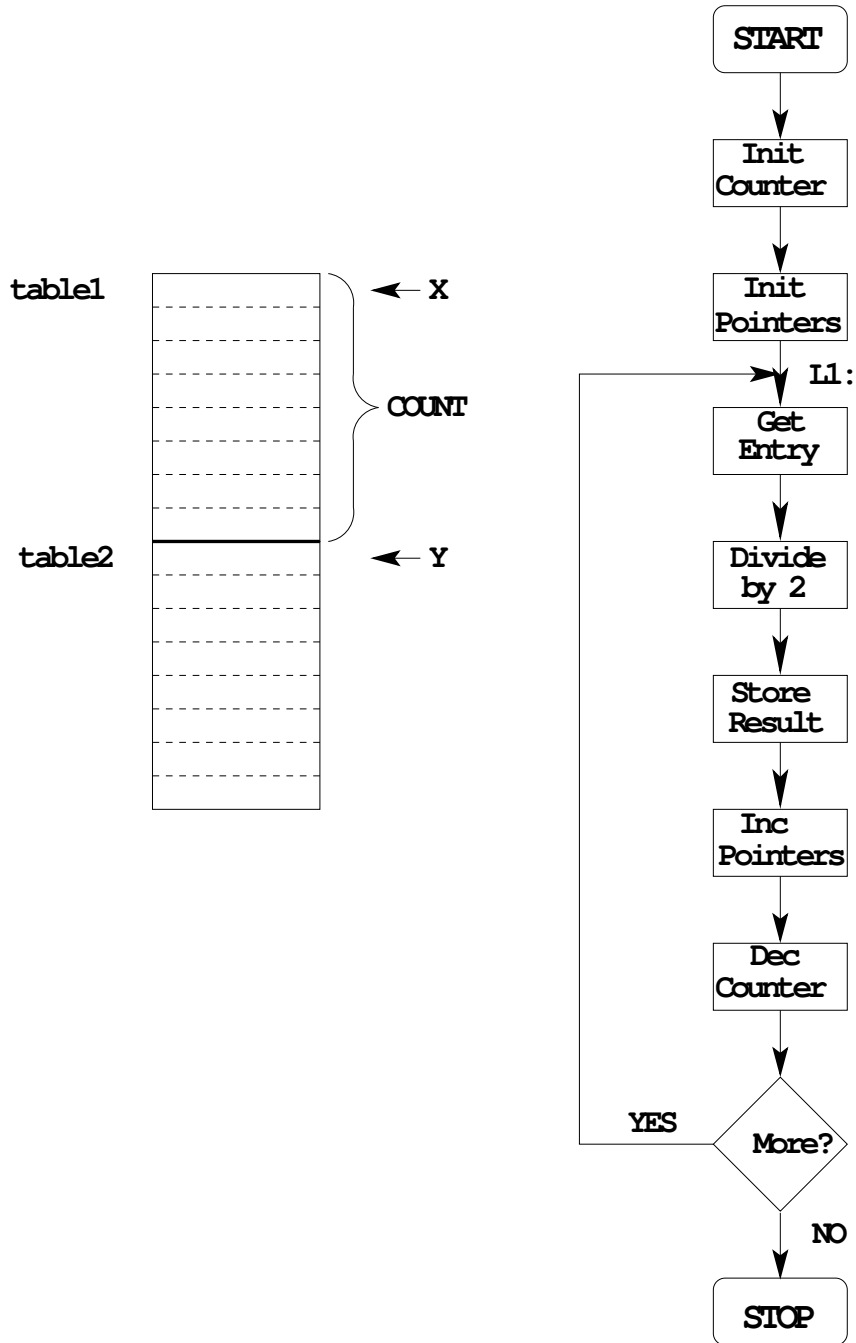 START
Init
Counter
Init
Pointers
table1
X
L1:
COUNT
Get
Entry
table2
Y
Divide
by 2
Store
Result
Inc
Pointers
Dec
Counter
YES
More?
NO
STOP